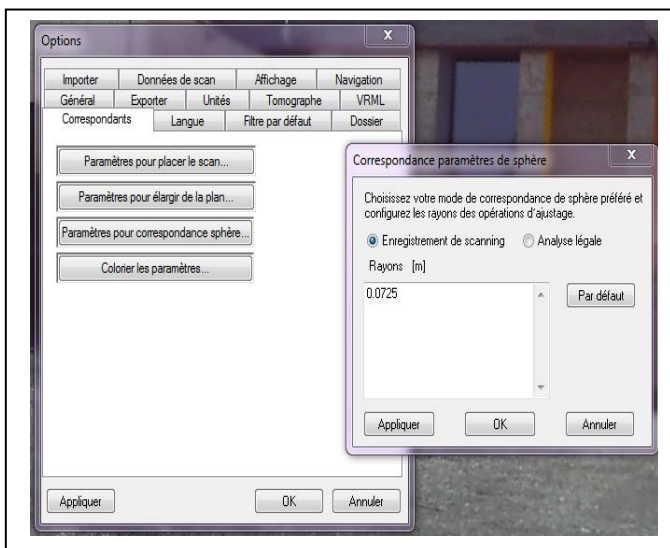 Options
X
Importer Données de scan Affichage Navigation
Général Exporter Unités Tomographe VRML
Correspondants Langue Filtre par défaut Dossier
Paramètres pour placer le scan...
Paramètres pour élargir de la plan...
Paramètres pour correspondance sphère...
Colorier les paramètres...
Appliquer OK Annuler
Correspondance paramètres de sphère
X
Choisissez votre mode de correspondance de sphère préféré et
configurez les rayons des opérations d'ajustage.
Enregistrement de scanning Analyse légale
Rayons [m]
0.0725
Par défaut
Appliquer OK Annuler